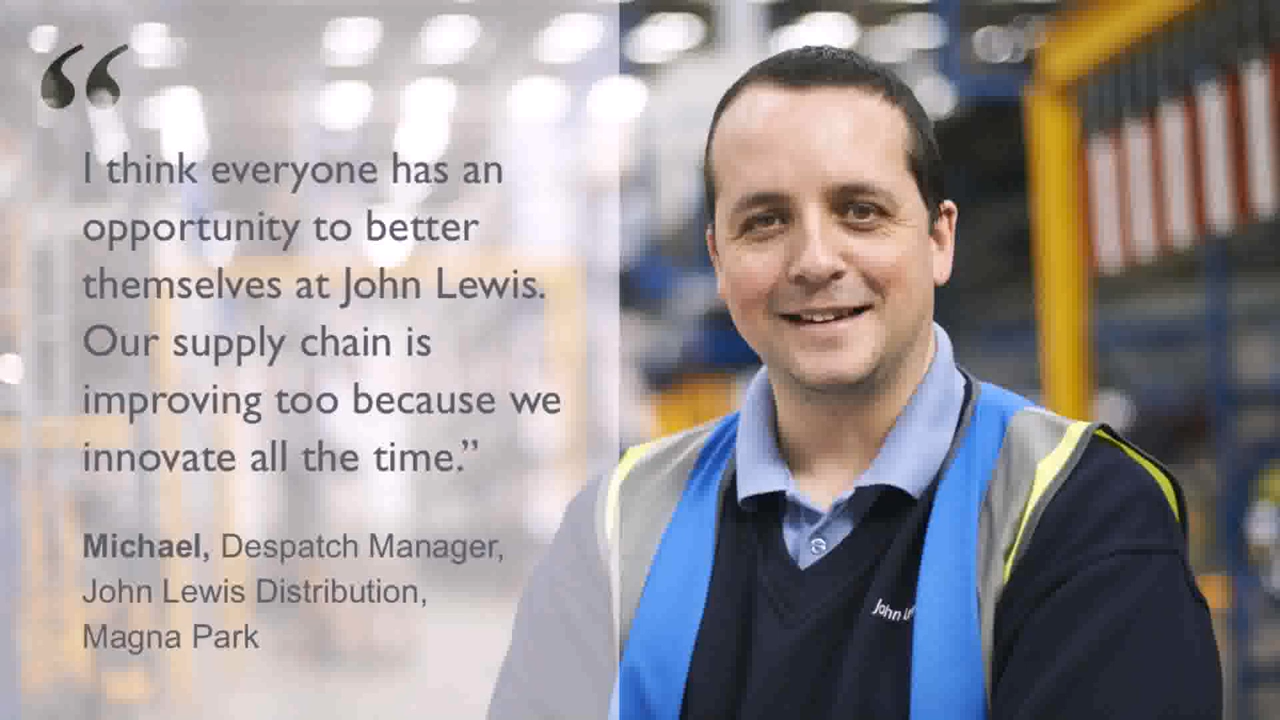 “
I think everyone has an
opportunity to better
themselves at John Lewis.
Our supply chain is
improving too because we
innovate all the time.”
Michael, Despatch Manager,
John Lewis Distribution,
Magna Park
John